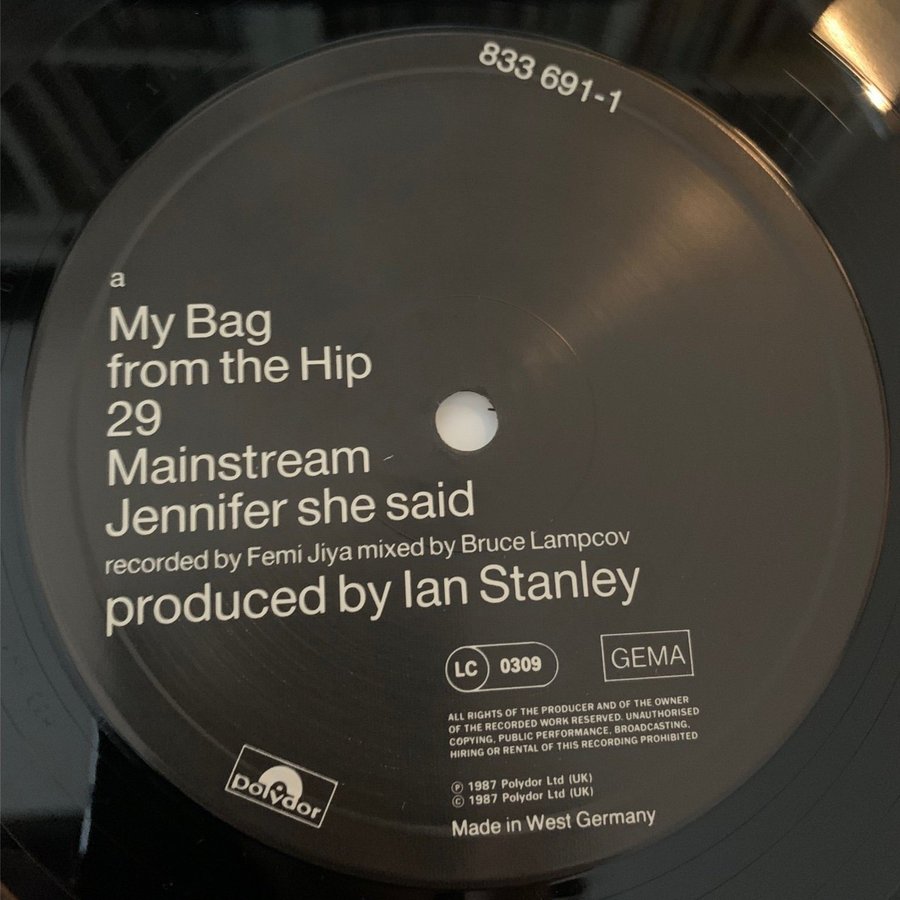 833 691-1
a
My Bag
from the Hip
29
Mainstream
Jennifer she said
recorded by Femi Jiya mixed by Bruce Lampcov
produced by Ian Stanley
LC 0309
GEMA
ALL RIGHTS OF THE PRODUCER AND OF THE OWNER
OF THE RECORDED WORK RESERVED. UNAUTHORISED
COPYING, PUBLIC PERFORMANCE, BROADCASTING,
HIRING OR RENTAL OF THIS RECORDING PROHIBITED
polydor
℗ 1987 Polydor Ltd (UK)
© 1987 Polydor Ltd (UK)
Made in West Germany